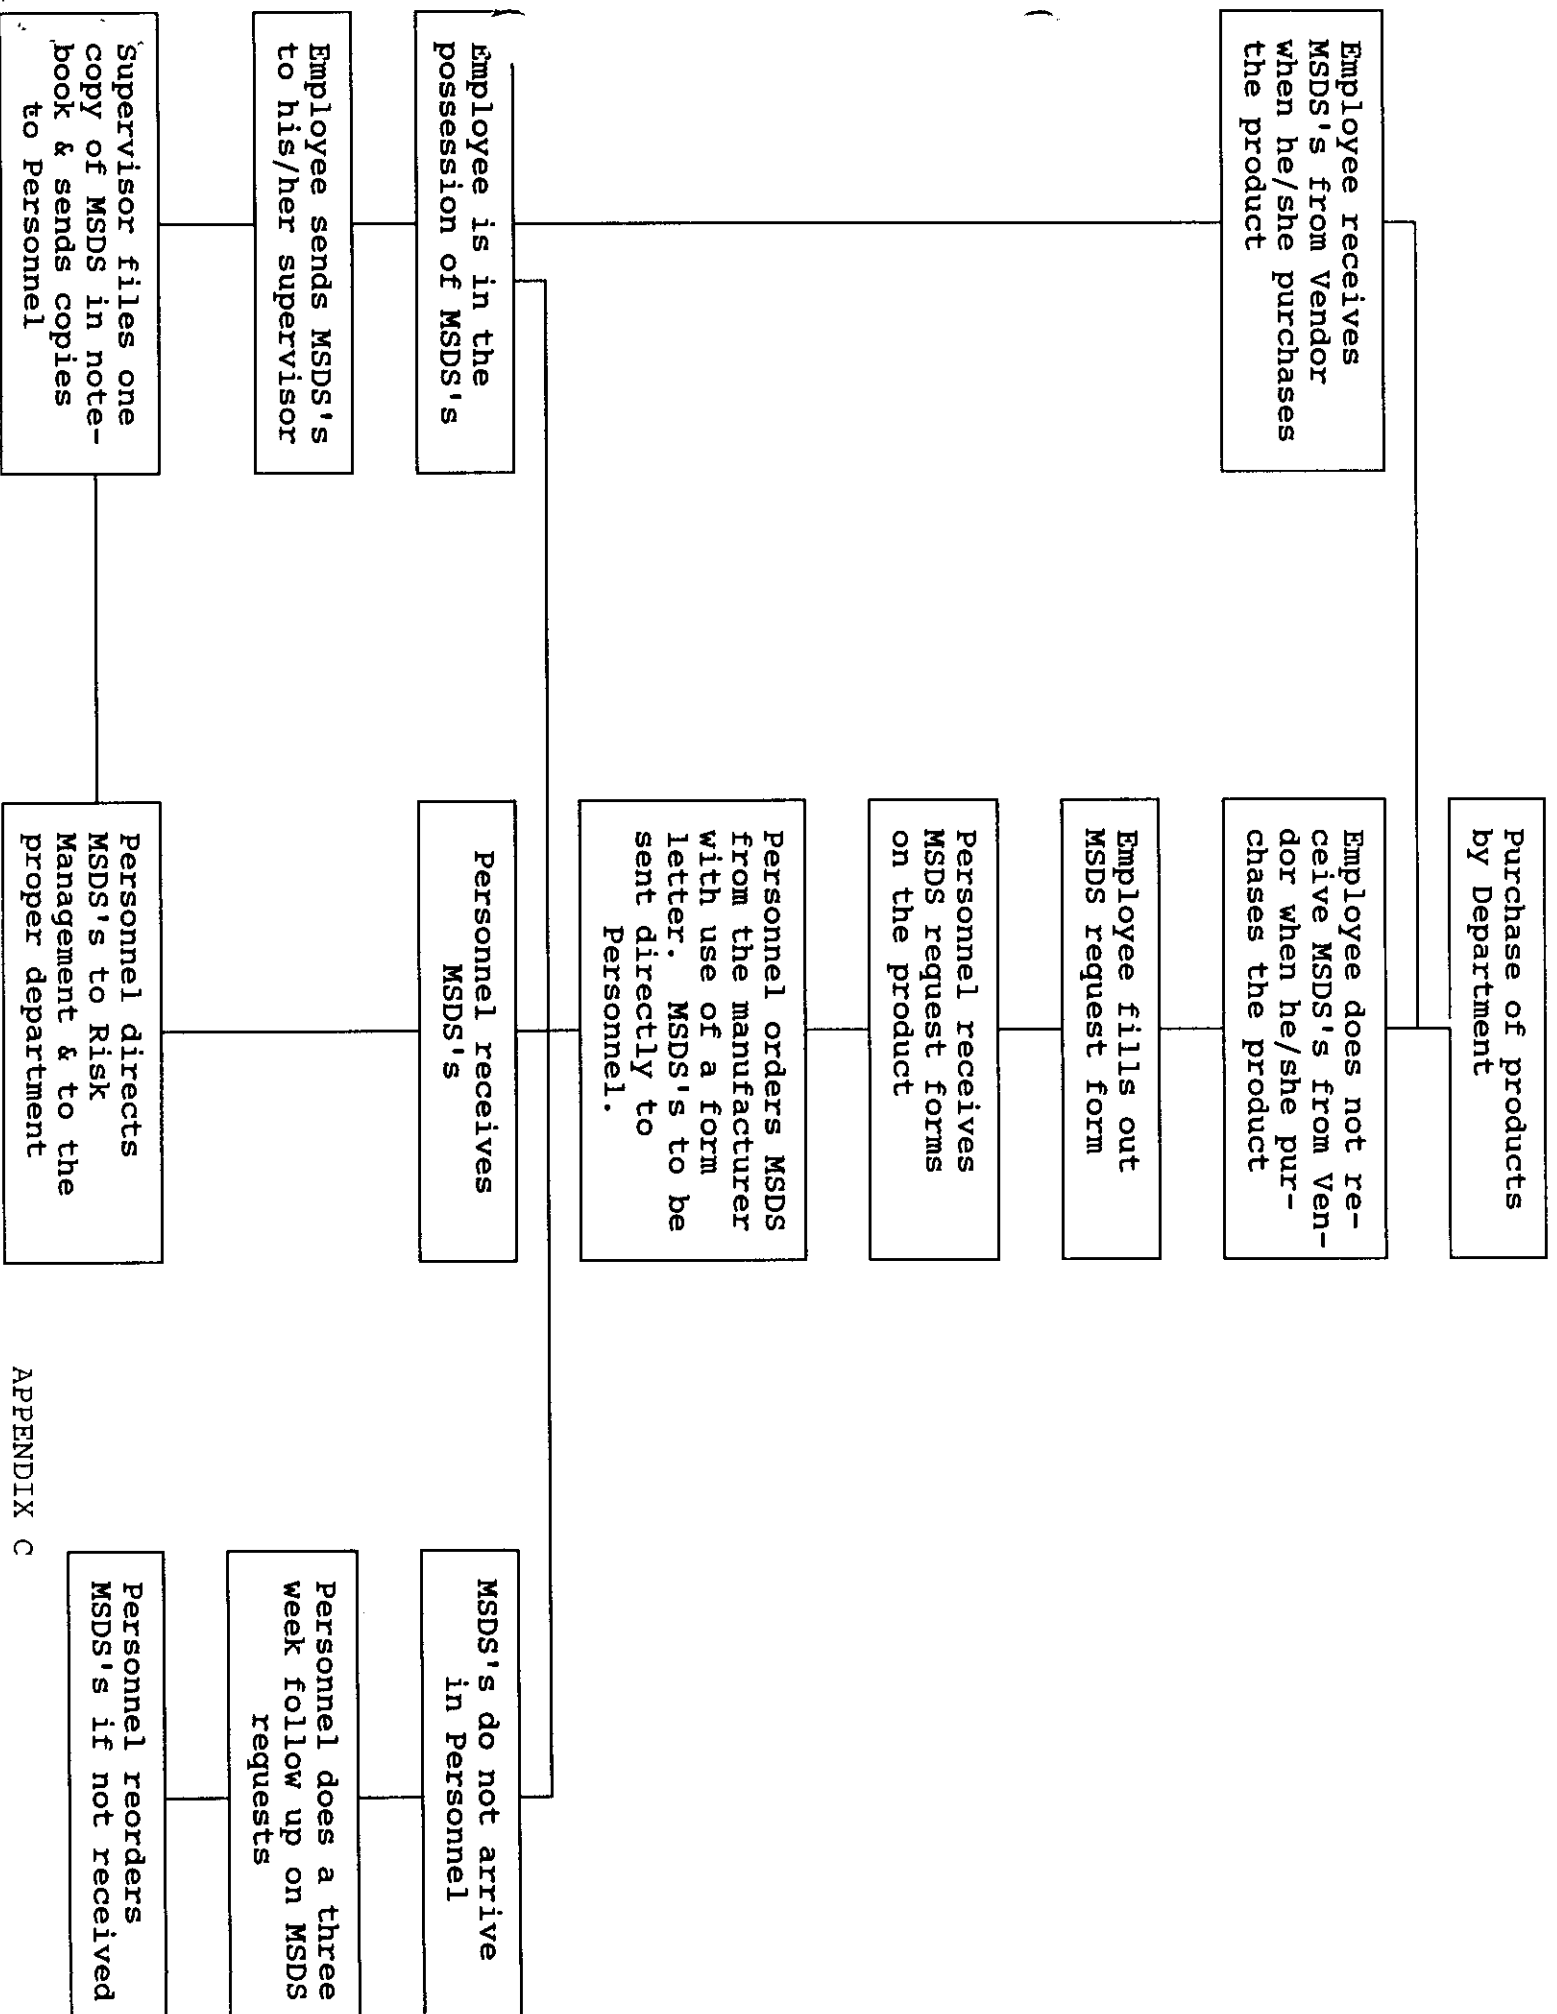 Purchase of products
by Department
Employee receives
MSDS's from Vendor
when he/she purchases
the product
Employee does not re-
ceive MSDS's from Ven-
dor when he/she pur-
chases the product
Employee fills out
MSDS request form
Personnel receives
MSDS request forms
on the product
Personnel orders MSDS
from the manufacturer
with use of a form
letter. MSDS's to be
sent directly to
Personnel.
Employee is in the
possession of MSDS's
Personnel receives
MSDS's
MSDS's do not arrive
in Personnel
Employee sends MSDS's
to his/her supervisor
Personnel does a three
week follow up on MSDS
requests
Supervisor files one
copy of MSDS in note-
book & sends copies
to Personnel
Personnel directs
MSDS's to Risk
Management & to the
proper department
Personnel reorders
MSDS's if not received
APPENDIX C